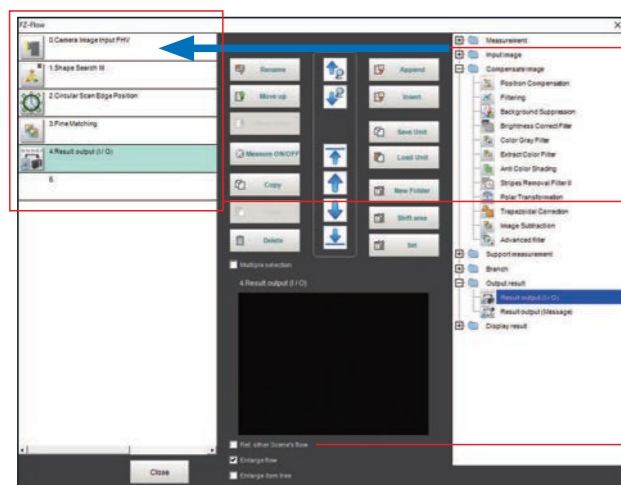 FZ-Flow
0.Camera Image Input FHV
1.Shape Search III
2.Circular Scan Edge Position
3.Fine Matching
4.Result output (I / O)
5.
Close
Rename
Move up
Measure ON/OFF
Copy
Delete
Append
Insert
Save Unit
Load Unit
New Folder
Shift area
Set
Multiple selection
4.Result output (I / O)
Ref. other Scene's flow
Enlarge flow
Enlarge item tree
Measurement
Input image
Compensate image
Position Compensation
Filtering
Background Suppression
Brightness Correct Filter
Color Gray Filter
Extract Color Filter
Anti Color Shading
Stripes Removal Filter II
Polar Transformation
Trapezoidal Correction
Image Subtraction
Advanced filter
Support measurement
Branch
Output result
Result output (I / O)
Result output (Message)
Display result